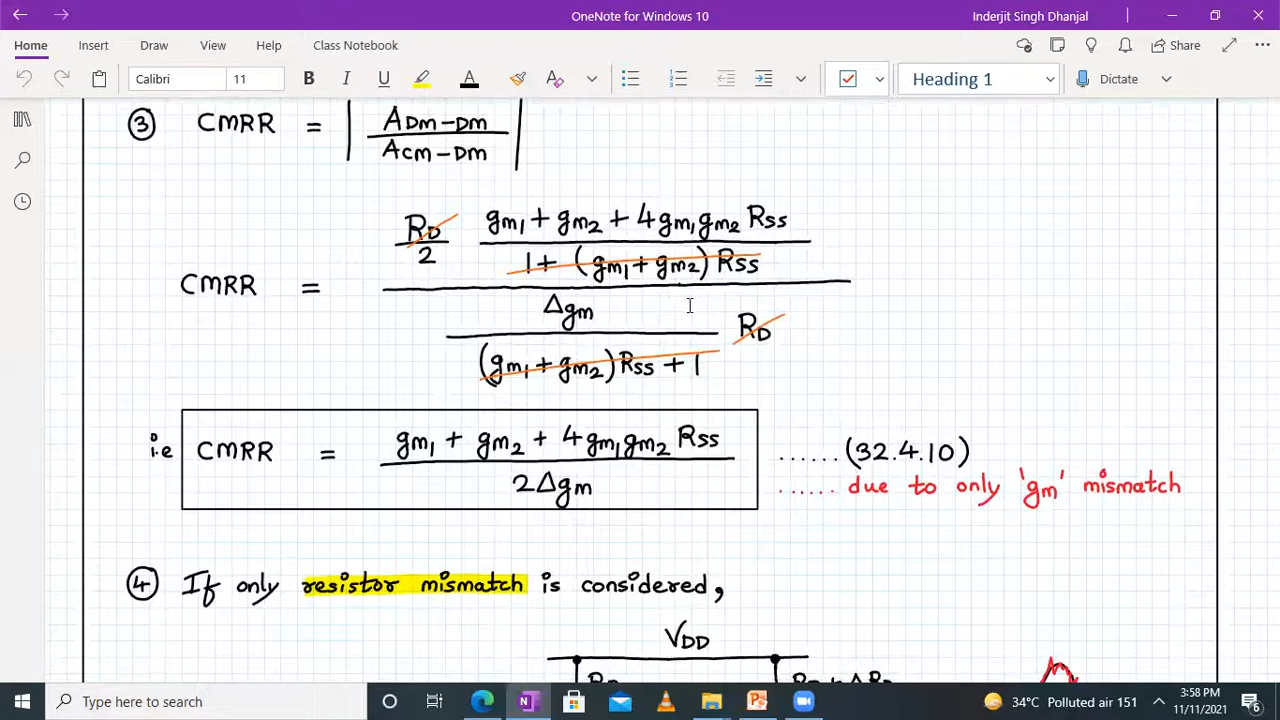 OneNote for Windows 10
Inderjit Singh Dhanjal
Home Insert Draw View Help Class Notebook
Share
Calibri 11 B I U A Heading 1 Dictate
③ CMRR = | ADM-DM / ACM-DM |
CMRR = RD/2 gm1 + gm2 + 4gm1gm2 RSS / 1 + (gm1 + gm2) RSS
Δgm / (gm1 + gm2) RSS + 1 RD
i.e CMRR = gm1 + gm2 + 4gm1gm2 RSS / 2Δgm ......(32.4.10)
...... due to only 'gm' mismatch
④ If only resistor mismatch is considered,
VDD
Type here to search
34°C Polluted air 151
3:58 PM
11/11/2021
6